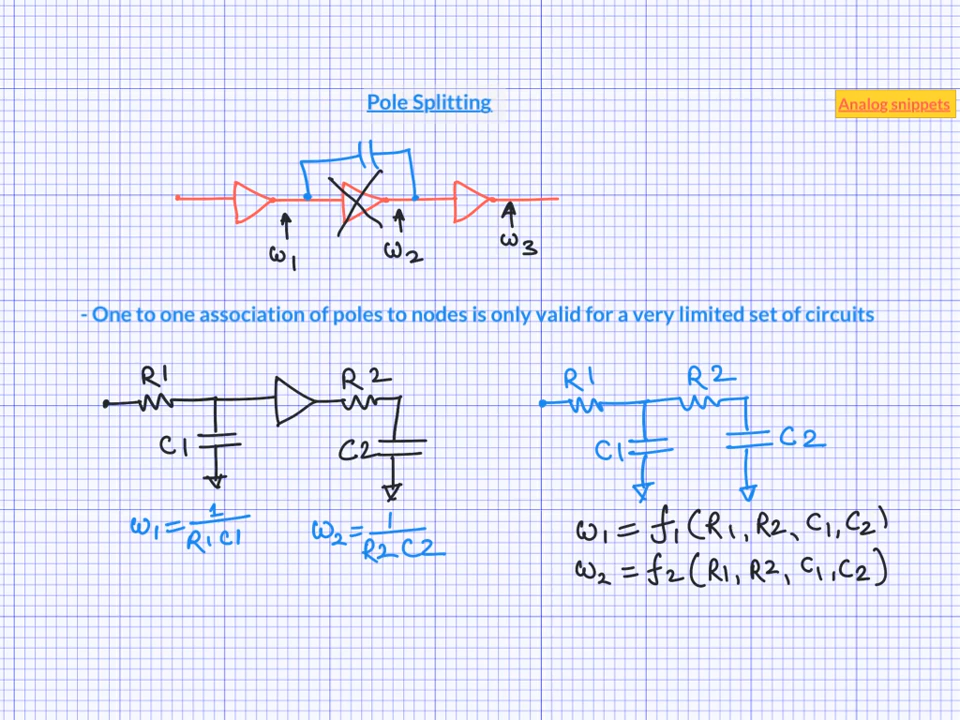 Pole Splitting
Analog snippets
ω1 ω2 ω3
- One to one association of poles to nodes is only valid for a very limited set of circuits
R1 R2 R1 R2
C1 C2 C1 C2
ω1 = 1/R1C1 ω2 = 1/R2C2 ω1 = f1(R1, R2, C1, C2)
ω2 = f2(R1, R2, C1, C2)